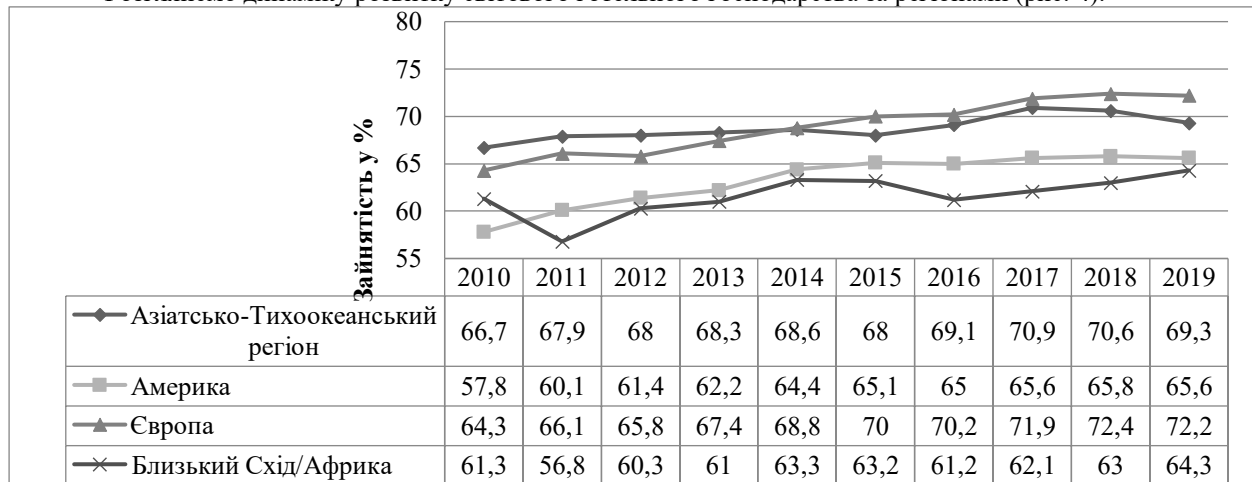 80
75
70
65
60
55
Зайнятість у %
2010 2011 2012 2013 2014 2015 2016 2017 2018 2019
Азіатсько-Тихоокеанський
регіон
66,7 67,9 68 68,3 68,6 68 69,1 70,9 70,6 69,3
Америка 57,8 60,1 61,4 62,2 64,4 65,1 65 65,6 65,8 65,6
Європа 64,3 66,1 65,8 67,4 68,8 70 70,2 71,9 72,4 72,2
Близький Схід/Африка 61,3 56,8 60,3 61 63,3 63,2 61,2 62,1 63 64,3